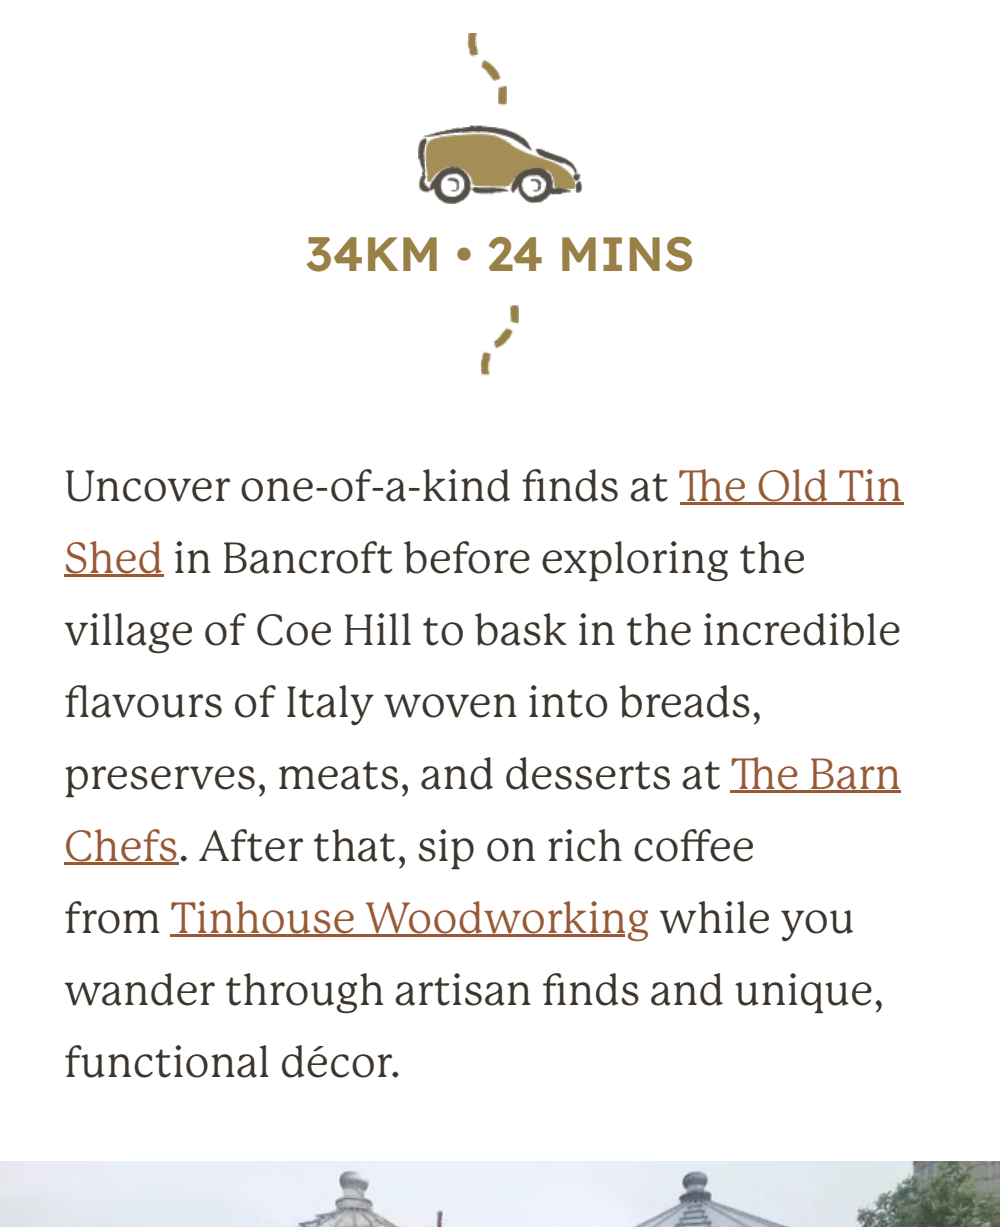 34KM • 24 MINS
Uncover one-of-a-kind finds at The Old Tin
Shed in Bancroft before exploring the
village of Coe Hill to bask in the incredible
flavours of Italy woven into breads,
preserves, meats, and desserts at The Barn
Chefs. After that, sip on rich coffee
from Tinhouse Woodworking while you
wander through artisan finds and unique,
functional décor.